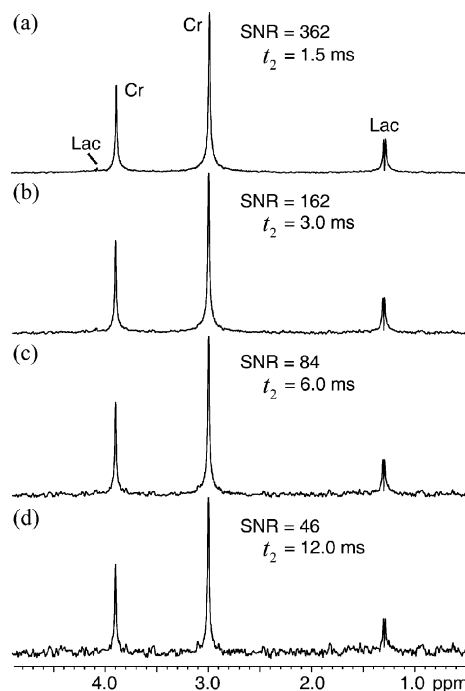 (a)
Cr
SNR = 362
t2 = 1.5 ms
Cr
Lac
Lac
(b)
SNR = 162
t2 = 3.0 ms
(c)
SNR = 84
t2 = 6.0 ms
(d)
SNR = 46
t2 = 12.0 ms
4.0 3.0 2.0 1.0 ppm